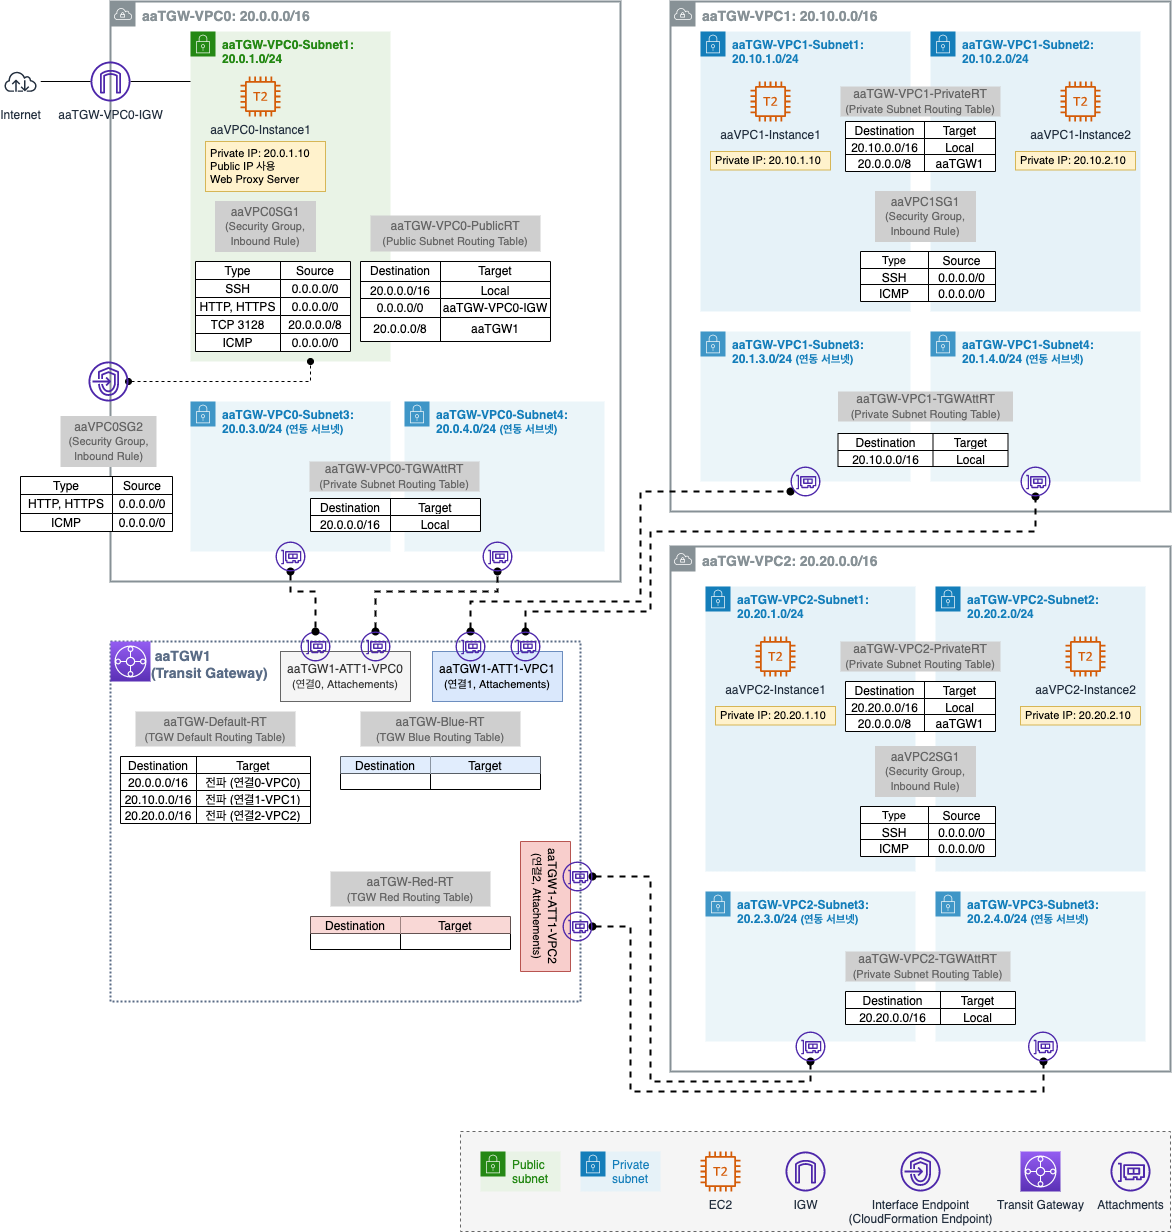 aaTGW-VPC0: 20.0.0.0/16
aaTGW-VPC0-Subnet1:
20.0.1.0/24
Internet
aaTGW-VPC0-IGW
T2
aaVPC0-Instance1
Private IP: 20.0.1.10
Public IP 사용
Web Proxy Server
aaVPC0SG1
(Security Group,
Inbound Rule)
Type Source
SSH 0.0.0.0/0
HTTP, HTTPS 0.0.0.0/0
TCP 3128 20.0.0.0/8
ICMP 0.0.0.0/0
aaTGW-VPC0-PublicRT
(Public Subnet Routing Table)
Destination Target
20.0.0.0/16 Local
0.0.0.0/0 aaTGW-VPC0-IGW
20.0.0.0/8 aaTGW1
aaVPC0SG2
(Security Group,
Inbound Rule)
Type Source
HTTP, HTTPS 0.0.0.0/0
ICMP 0.0.0.0/0
aaTGW-VPC0-Subnet3:
20.0.3.0/24 (연동 서브넷)
aaTGW-VPC0-Subnet4:
20.0.4.0/24 (연동 서브넷)
aaTGW-VPC0-TGWAttRT
(Private Subnet Routing Table)
Destination Target
20.0.0.0/16 Local
aaTGW-VPC1: 20.10.0.0/16
aaTGW-VPC1-Subnet1:
20.10.1.0/24
aaTGW-VPC1-Subnet2:
20.10.2.0/24
T2
aaVPC1-Instance1
Private IP: 20.10.1.10
aaTGW-VPC1-PrivateRT
(Private Subnet Routing Table)
Destination Target
20.10.0.0/16 Local
20.0.0.0/8 aaTGW1
T2
aaVPC1-Instance2
Private IP: 20.10.2.10
aaVPC1SG1
(Security Group,
Inbound Rule)
Type Source
SSH 0.0.0.0/0
ICMP 0.0.0.0/0
aaTGW-VPC1-Subnet3:
20.1.3.0/24 (연동 서브넷)
aaTGW-VPC1-Subnet4:
20.1.4.0/24 (연동 서브넷)
aaTGW-VPC1-TGWAttRT
(Private Subnet Routing Table)
Destination Target
20.10.0.0/16 Local
aaTGW1
(Transit Gateway)
aaTGW1-ATT1-VPC0
(연결0, Attachements)
aaTGW1-ATT1-VPC1
(연결1, Attachements)
aaTGW-Default-RT
(TGW Default Routing Table)
Destination Target
20.0.0.0/16 전파 (연결0-VPC0)
20.10.0.0/16 전파 (연결1-VPC1)
20.20.0.0/16 전파 (연결2-VPC2)
aaTGW-Blue-RT
(TGW Blue Routing Table)
Destination Target
aaTGW-Red-RT
(TGW Red Routing Table)
Destination Target
aaTGW1-ATT1-VPC2
(연결2, Attachements)
aaTGW-VPC2: 20.20.0.0/16
aaTGW-VPC2-Subnet1:
20.20.1.0/24
aaTGW-VPC2-Subnet2:
20.20.2.0/24
T2
aaVPC2-Instance1
Private IP: 20.20.1.10
aaTGW-VPC2-PrivateRT
(Private Subnet Routing Table)
Destination Target
20.20.0.0/16 Local
20.0.0.0/8 aaTGW1
T2
aaVPC2-Instance2
Private IP: 20.20.2.10
aaVPC2SG1
(Security Group,
Inbound Rule)
Type Source
SSH 0.0.0.0/0
ICMP 0.0.0.0/0
aaTGW-VPC2-Subnet3:
20.2.3.0/24 (연동 서브넷)
aaTGW-VPC3-Subnet3:
20.2.4.0/24 (연동 서브넷)
aaTGW-VPC2-TGWAttRT
(Private Subnet Routing Table)
Destination Target
20.20.0.0/16 Local
Public
subnet
Private
subnet
T2
EC2
IGW
Interface Endpoint
(CloudFormation Endpoint)
Transit Gateway
Attachments